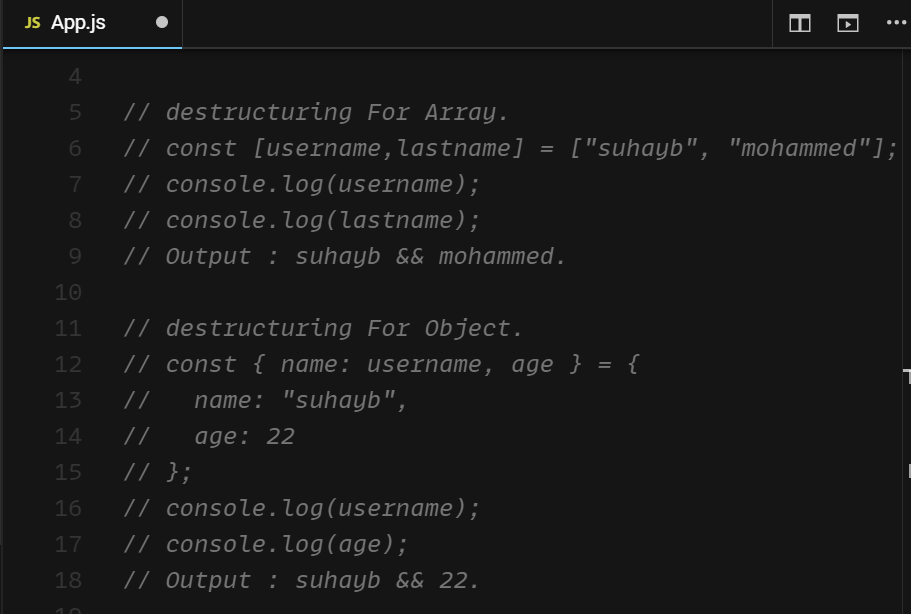 JS App.js
4
5 // destructuring For Array.
6 // const [username,lastname] = ["suhayb", "mohammed"];
7 // console.log(username);
8 // console.log(lastname);
9 // Output : suhayb && mohammed.
10
11 // destructuring For Object.
12 // const { name: username, age } = {
13 //   name: "suhayb",
14 //   age: 22
15 // };
16 // console.log(username);
17 // console.log(age);
18 // Output : suhayb && 22.